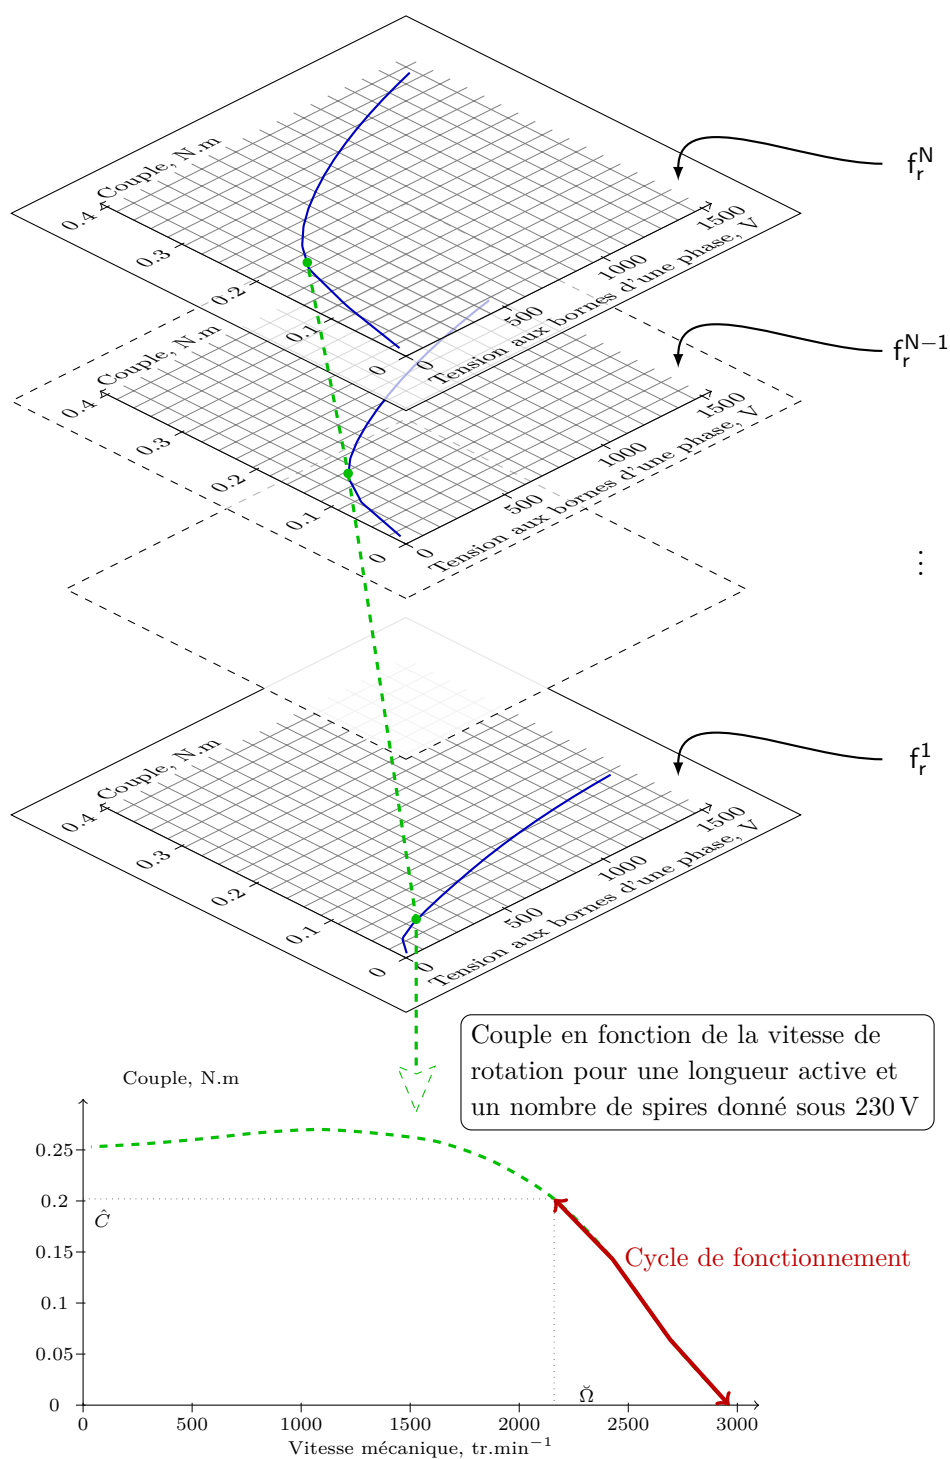 Couple, N.m
0.4
0.3
0.2
0.1
0
0
500
1000
1500
Tension aux bornes d'une phase, V
f_r^N
Couple, N.m
0.4
0.3
0.2
0.1
0
0
500
1000
1500
Tension aux bornes d'une phase, V
f_r^{N−1}
⋮
Couple, N.m
0.4
0.3
0.2
0.1
0
0
500
1000
1500
Tension aux bornes d'une phase, V
f_r^1
Couple en fonction de la vitesse de
rotation pour une longueur active et
un nombre de spires donné sous 230 V
Couple, N.m
0.25
0.2
Ĉ
0.15
0.1
0.05
0
Cycle de fonctionnement
Ω̆
0 500 1000 1500 2000 2500 3000
Vitesse mécanique, tr.min⁻¹